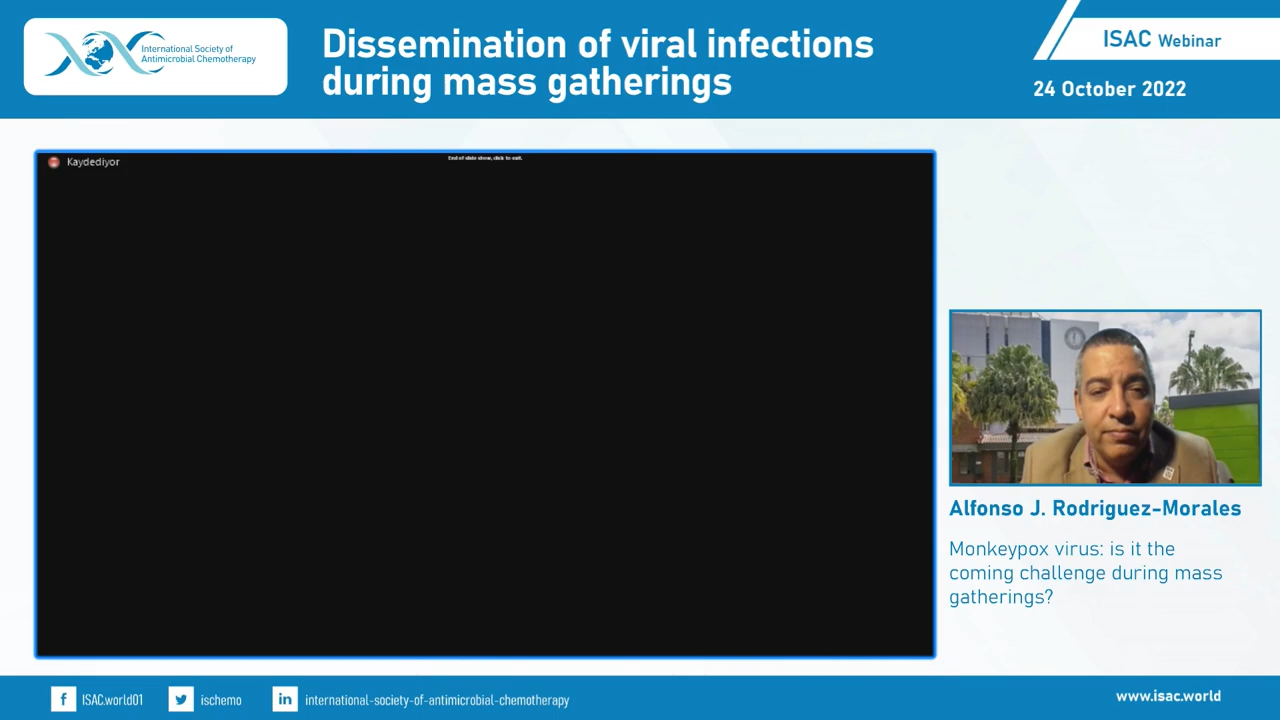 International Society of
Antimicrobial Chemotherapy
Dissemination of viral infections
during mass gatherings
ISAC Webinar
24 October 2022
Kaydediyor
End of slide show, click to exit.
Alfonso J. Rodriguez-Morales
Monkeypox virus: is it the
coming challenge during mass
gatherings?
f ISAC.world01
ischemo
in international-society-of-antimicrobial-chemotherapy
www.isac.world